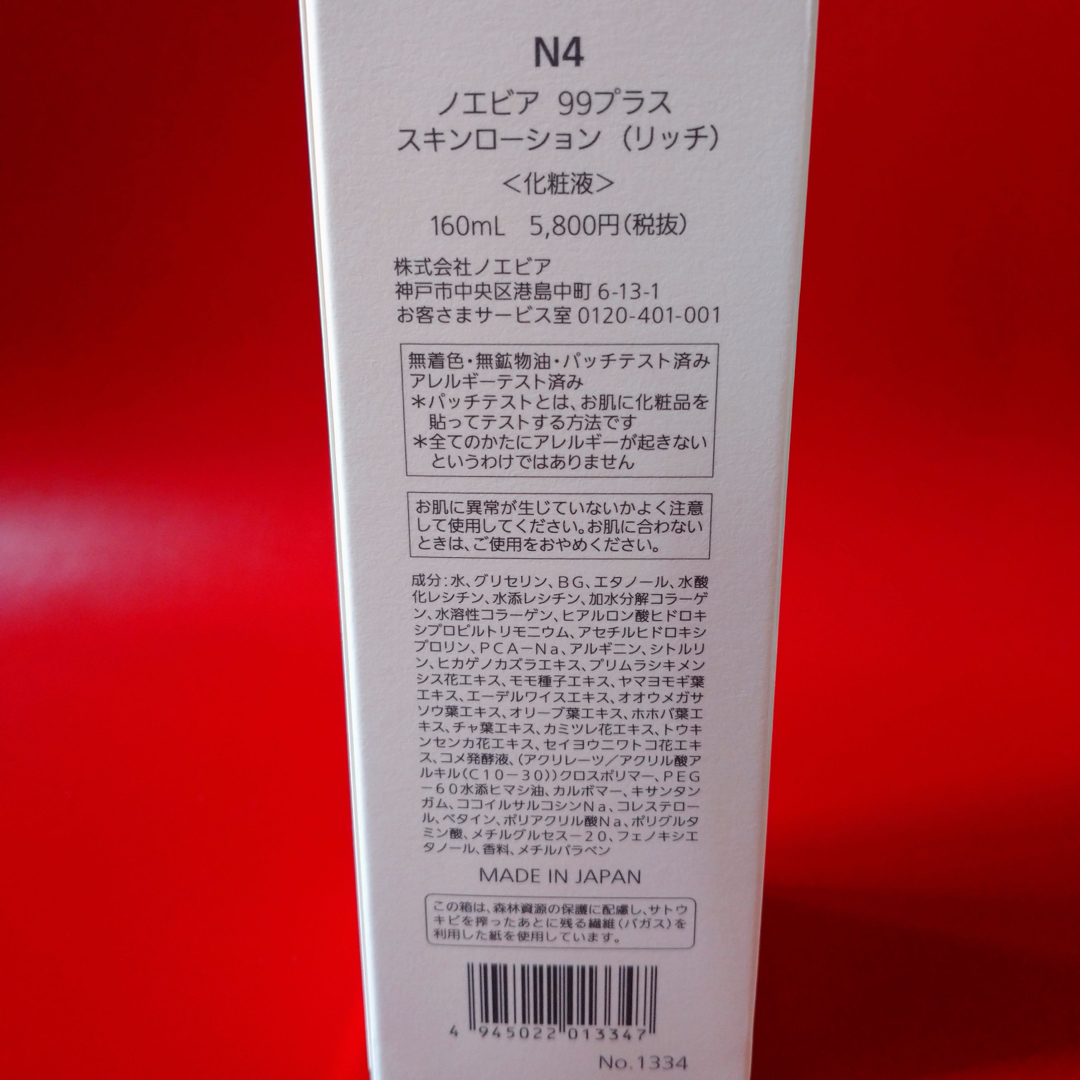 N4
ノエビア 99プラス
スキンローション（リッチ）
＜化粧液＞
160mL 5,800円（税抜）
株式会社ノエビア
神戸市中央区港島中町 6-13-1
お客さまサービス室 0120-401-001
無着色・無鉱物油・パッチテスト済み
アレルギーテスト済み
＊パッチテストとは、お肌に化粧品を
貼ってテストする方法です
＊全てのかたにアレルギーが起きない
というわけではありません
お肌に異常が生じていないかよく注意
して使用してください。お肌に合わない
ときは、ご使用をおやめください。
成分：水、グリセリン、BG、エタノール、水酸
化レシチン、水添レシチン、加水分解コラーゲ
ン、水溶性コラーゲン、ヒアルロン酸ヒドロキ
シプロピルトリモニウム、アセチルヒドロキシ
プロリン、PCA－Na、アルギニン、シトルリ
ン、ヒカゲノカズラエキス、プリムラシキメン
シス花エキス、モモ種子エキス、ヤマヨモギ葉
エキス、エーデルワイスエキス、オオウメガサ
ソウ葉エキス、オリーブ葉エキス、ホホバ葉エ
キス、チャ葉エキス、カミツレ花エキス、トウキ
ンセンカ花エキス、セイヨウニワトコ花エキ
ス、コメ発酵液、（アクリレーツ／アクリル酸ア
ルキル（C10－30））クロスポリマー、PEG
－60水添ヒマシ油、カルボマー、キサンタン
ガム、ココイルサルコシンNa、コレステロー
ル、ベタイン、ポリアクリル酸Na、ポリグルタ
ミン酸、メチルグルセス－20、フェノキシエ
タノール、香料、メチルパラベン
MADE IN JAPAN
この箱は、森林資源の保護に配慮し、サトウ
キビを搾ったあとに残る繊維（バガス）を
利用した紙を使用しています。
4 945022 013347
No.1334